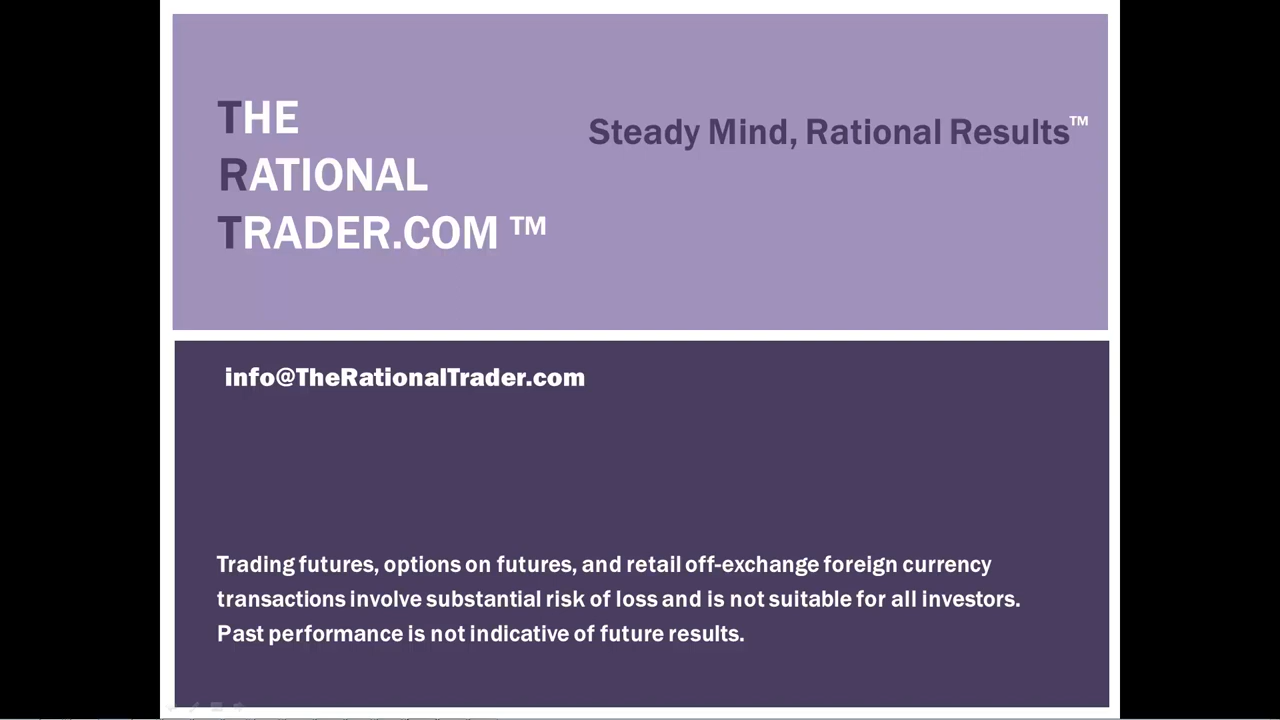 THE
RATIONAL
TRADER.COM ™
Steady Mind, Rational Results™
info@TheRationalTrader.com
Trading futures, options on futures, and retail off-exchange foreign currency
transactions involve substantial risk of loss and is not suitable for all investors.
Past performance is not indicative of future results.